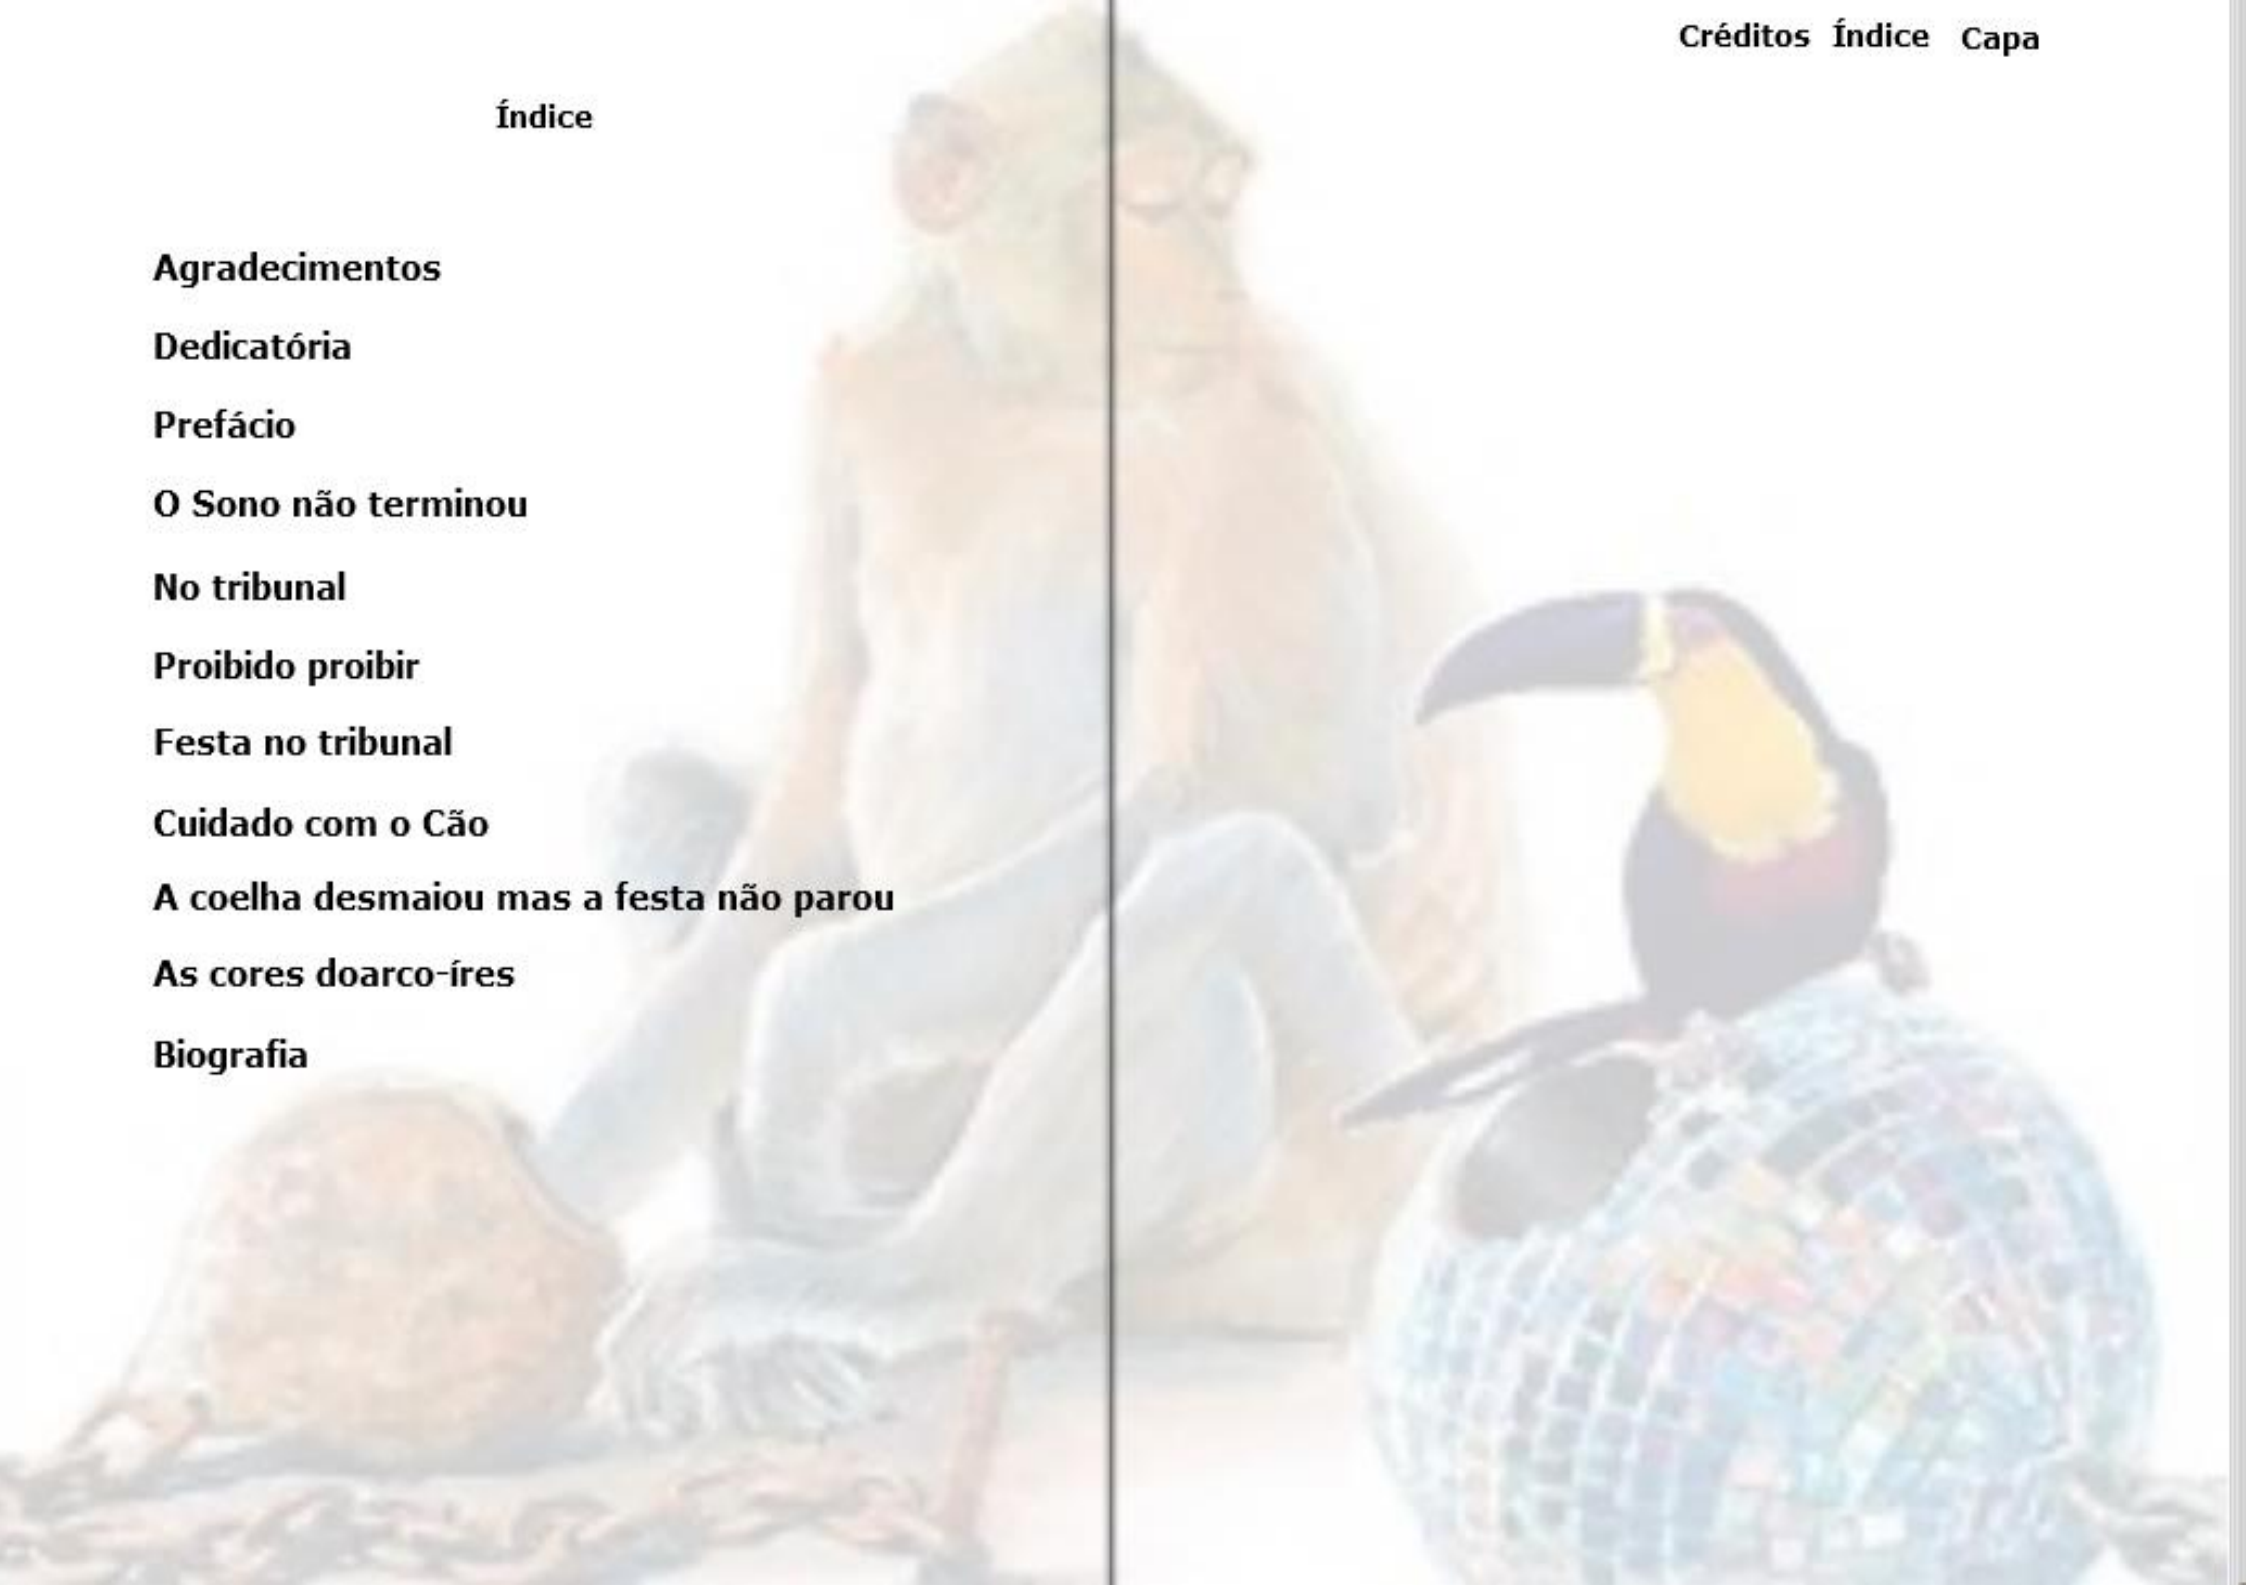 Créditos Índice Capa
Índice
Agradecimentos
Dedicatória
Prefácio
O Sono não terminou
No tribunal
Proibido proibir
Festa no tribunal
Cuidado com o Cão
A coelha desmaiou mas a festa não parou
As cores doarco-íres
Biografia